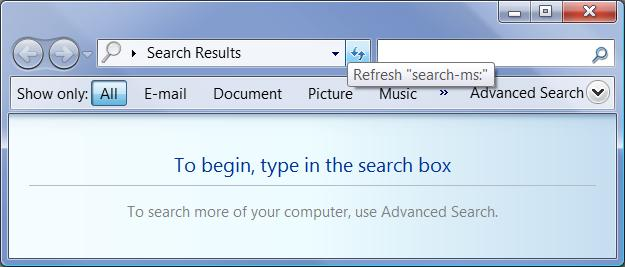 Search Results
Refresh "search-ms:"
Show only: All E-mail Document Picture Music » Advanced Search
To begin, type in the search box
To search more of your computer, use Advanced Search.